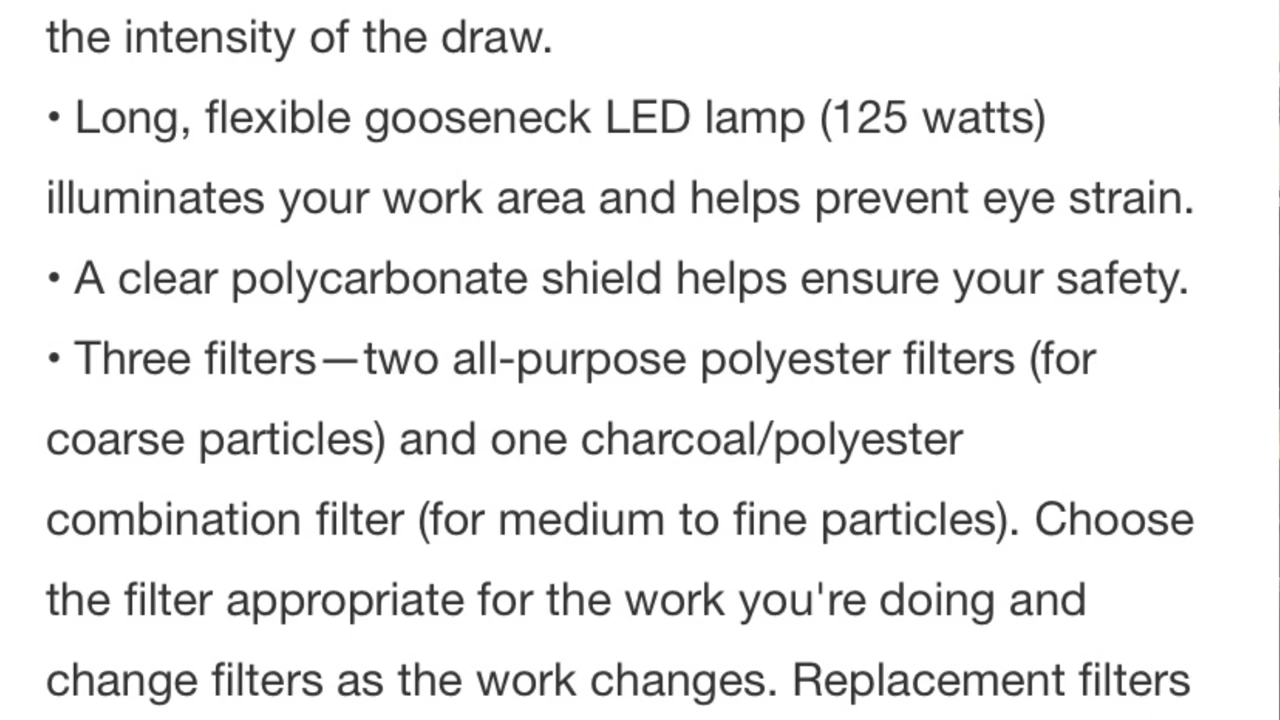 the intensity of the draw.
• Long, flexible gooseneck LED lamp (125 watts)
illuminates your work area and helps prevent eye strain.
• A clear polycarbonate shield helps ensure your safety.
• Three filters—two all-purpose polyester filters (for
coarse particles) and one charcoal/polyester
combination filter (for medium to fine particles). Choose
the filter appropriate for the work you're doing and
change filters as the work changes. Replacement filters